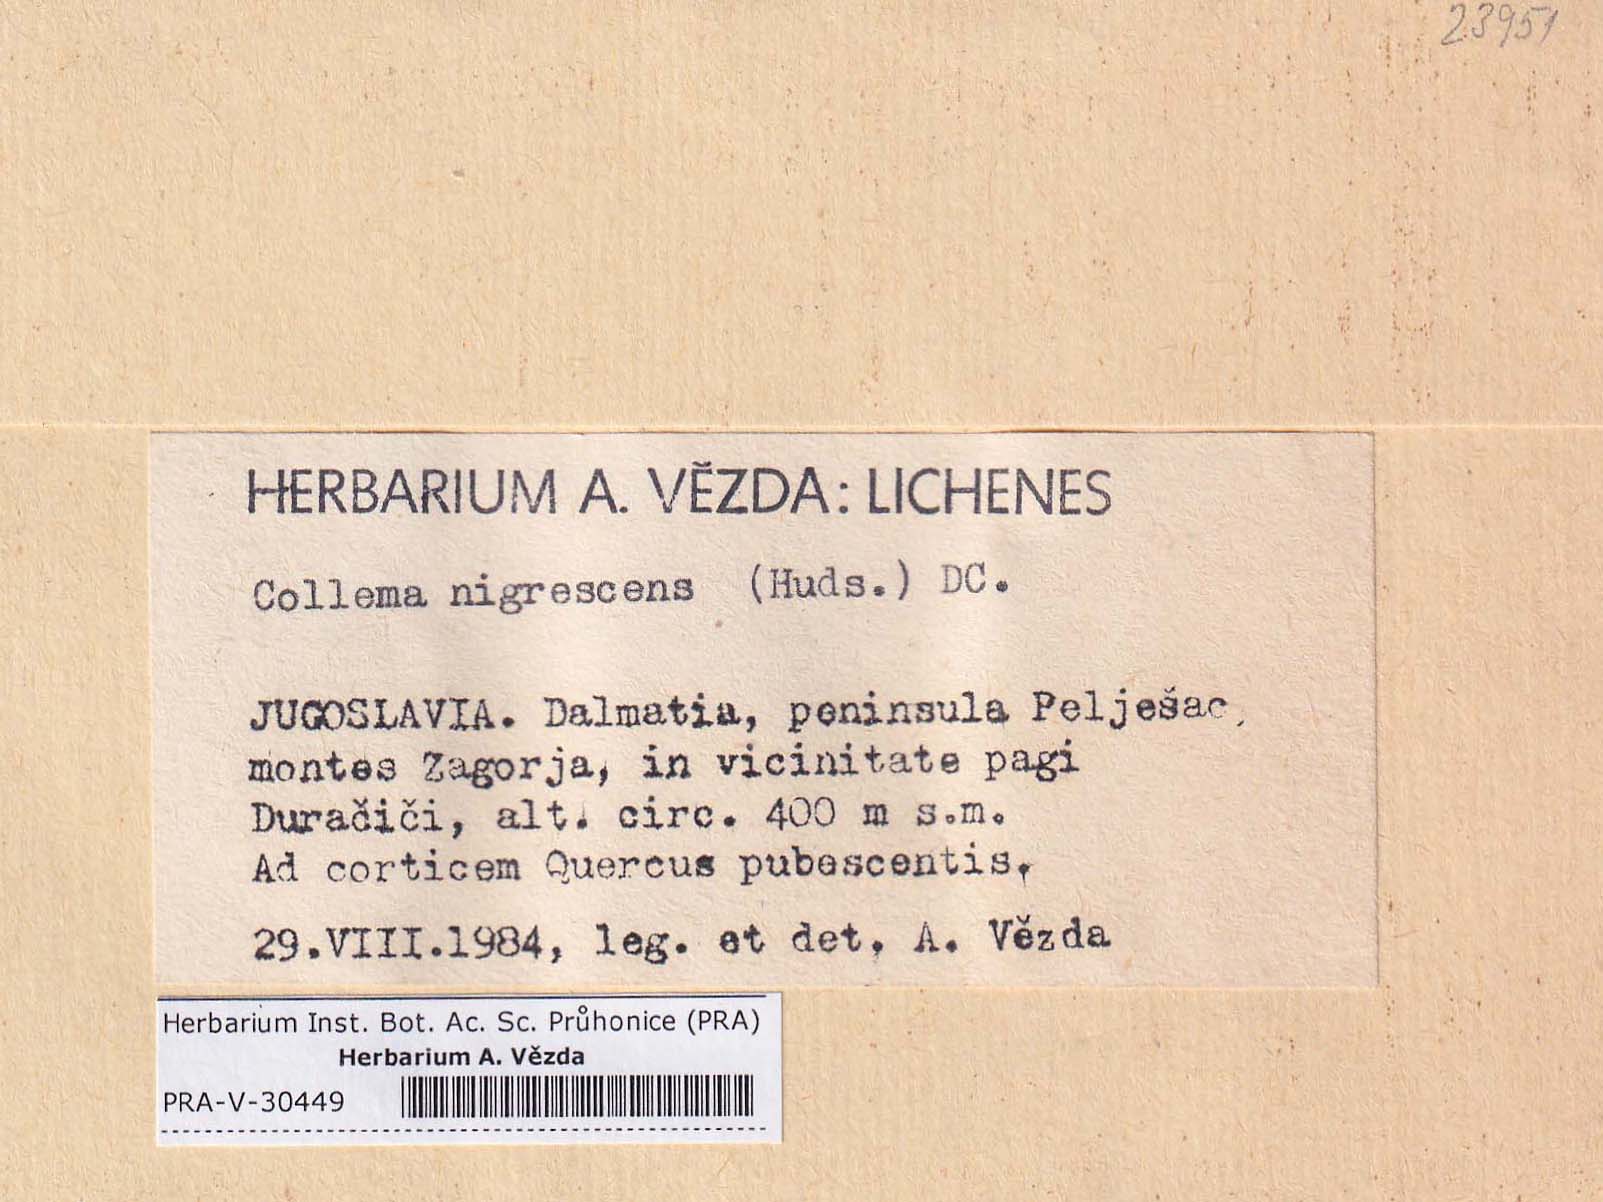 23951
HERBARIUM A. VĚZDA: LICHENES
Collema nigrescens (Huds.) DC.
JUGOSLAVIA. Dalmatia, peninsula Pelješac,
montes Zagorja, in vicinitate pagi
Duračiči, alt. circ. 400 m s.m.
Ad corticem Quercus pubescentis.
29.VIII.1984, leg. et det. A. Vězda
Herbarium Inst. Bot. Ac. Sc. Průhonice (PRA)
Herbarium A. Vězda
PRA-V-30449